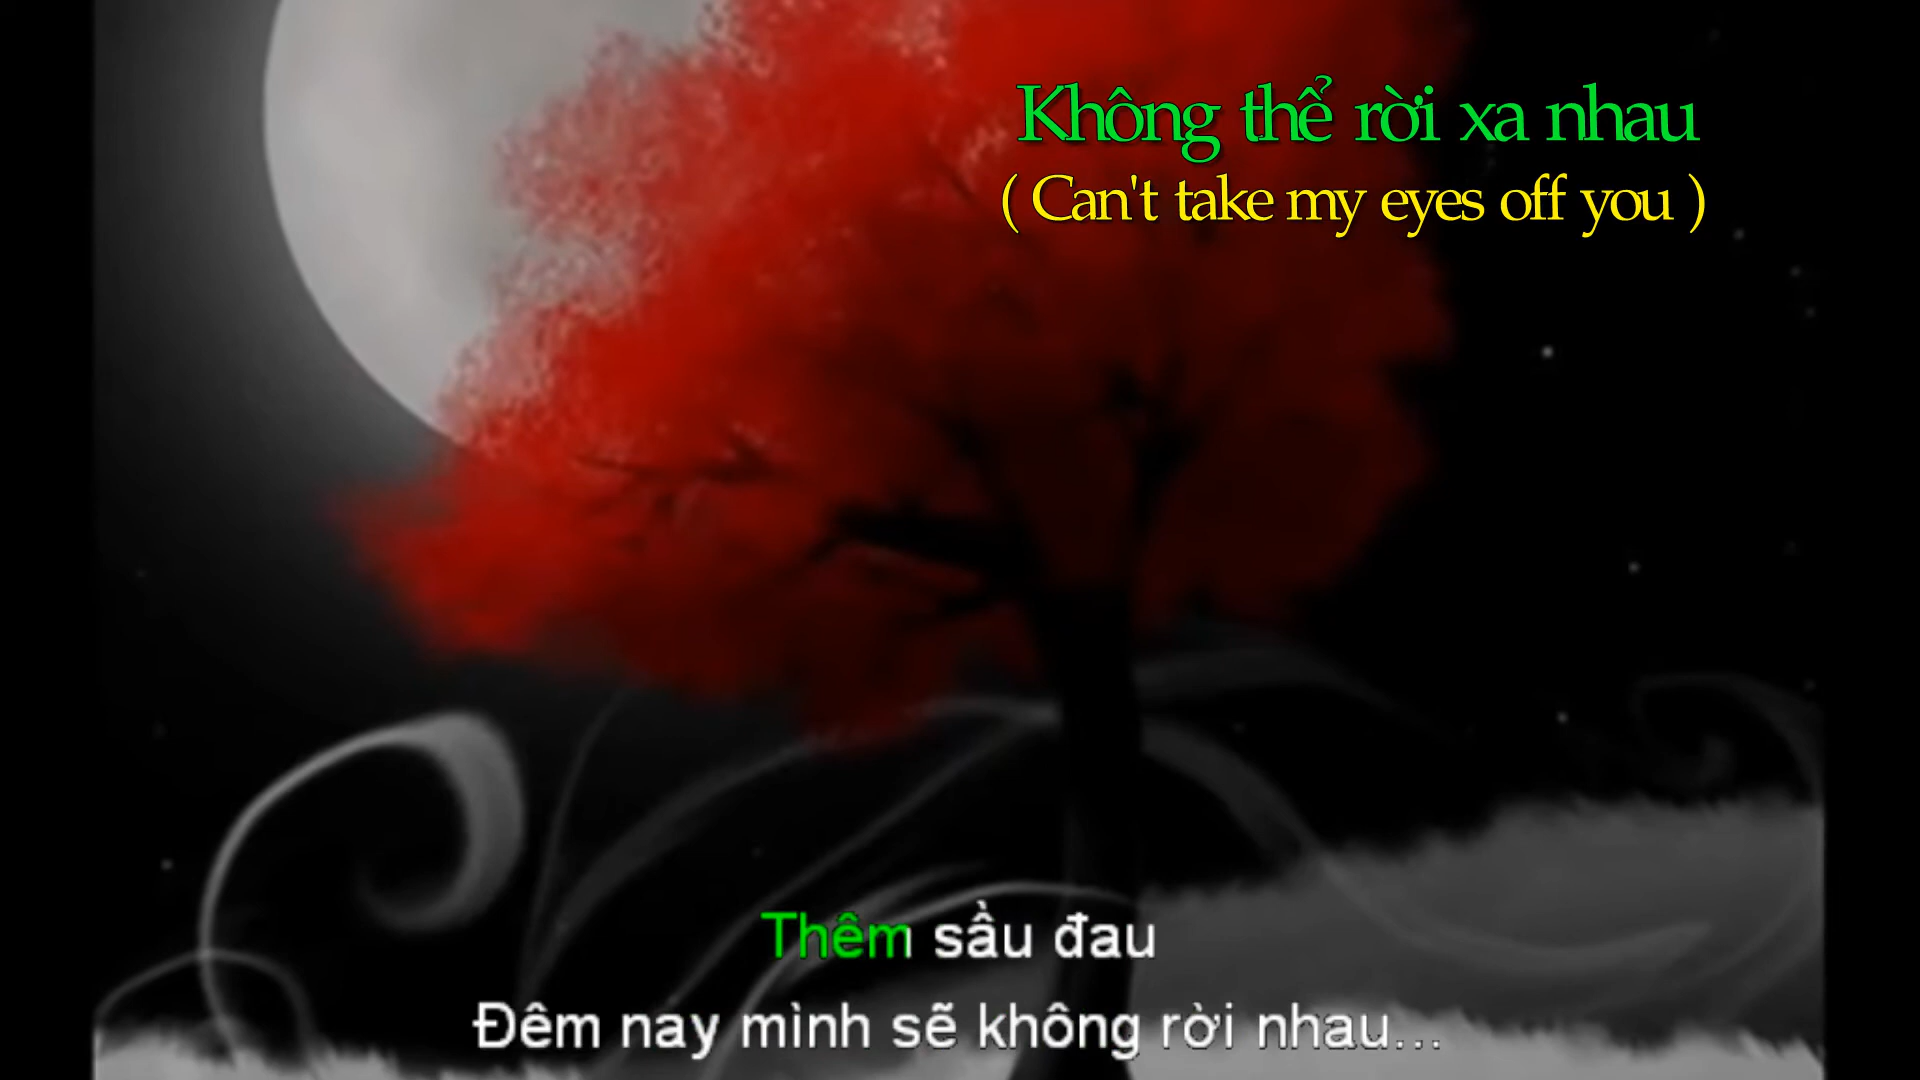 Không thể rời xa nhau
( Can't take my eyes off you )
Thêm sầu đau
Đêm nay mình sẽ không rời nhau...